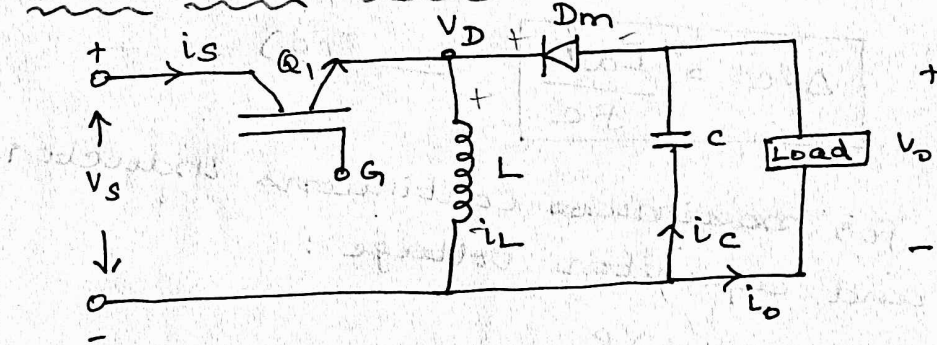 + iS Q1 VD + Dm -
+
+
Vs G L C Load Vo
iL ic
-
- io